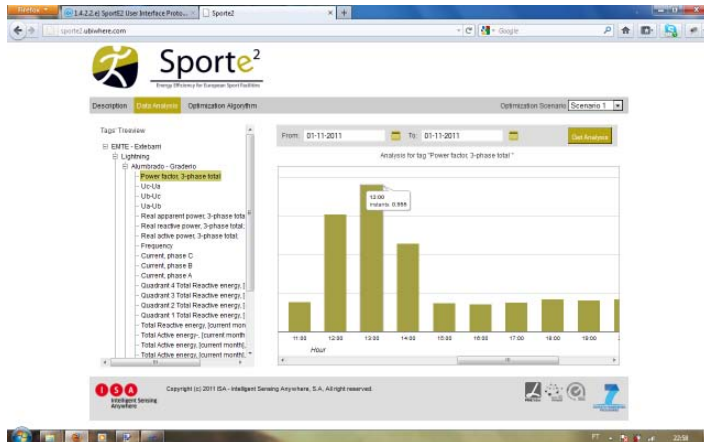 Firefox
1.4.2.2.e) SportE2 User Interface Proto...
Sporte2
sporte2.ubiwhere.com
Google
Sporte²
Energy Efficiency for European Sport Facilities
Description
Data Analysis
Optimization Algorythm
Optimization Scenario
Scenario 1
Tags' Treeview
EMTE - Extebarri
Lightning
Alumbrado - Graderio
Power factor, 3-phase total
Uc-Ua
Ub-Uc
Ua-Ub
Real apparent power, 3-phase tota
Real reactive power, 3-phase total;
Real active power, 3-phase total;
Frequency
Current, phase C
Current, phase B
Current, phase A
Quadrant 4 Total Reactive energy, [
Quadrant 3 Total Reactive energy, [
Quadrant 2 Total Reactive energy, [
Quadrant 1 Total Reactive energy, [
Total Reactive energy, [current mon
Total Active energy-, [current month
Total Active energy, [current month],
Total Active energy, [current month],
From:
01-11-2011
To:
01-11-2011
Get Analysis
Analysis for tag "Power factor, 3-phase total "
12:00
11:00
12:00
13:00
14:00
15:00
16:00
17:00
18:00
19:00
Hour
ISA
Intelligent Sensing
Anywhere
Copyright (c) 2011 ISA - Intelligent Sensing Anywhere, S.A, All right reserved.
7
PT
22:58